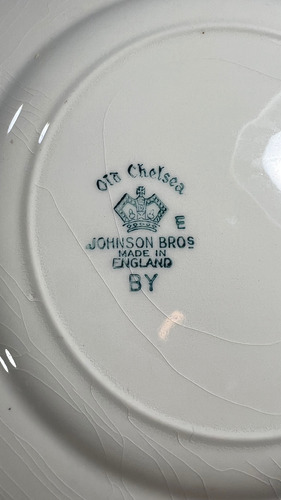 Old Chelsea
E
JOHNSON BROS
MADE IN
ENGLAND
BY